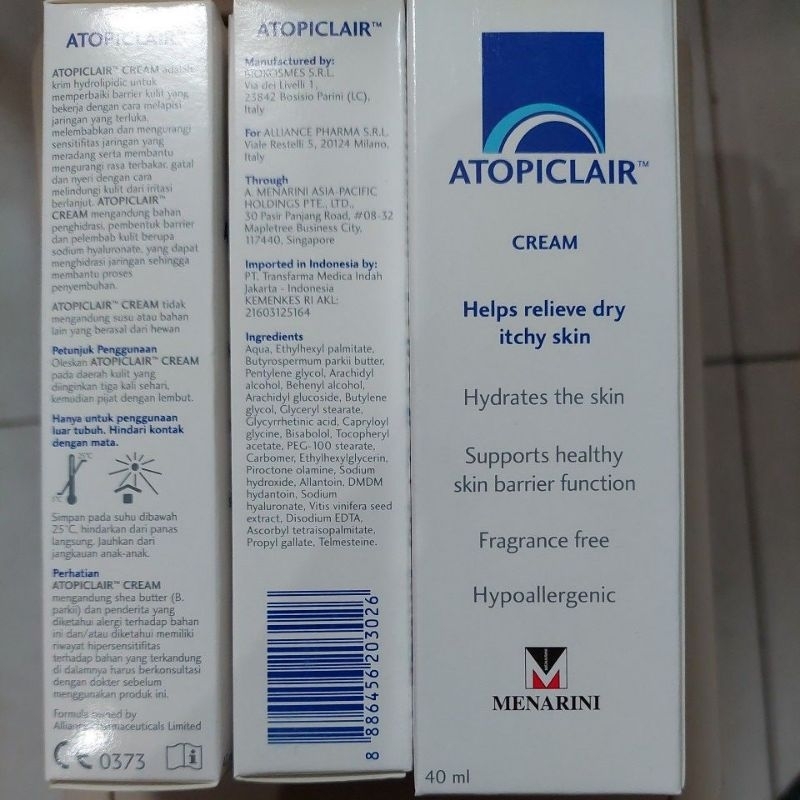 ATOPICLAIR™
ATOPICLAIR™ CREAM adalah
krim hydrolipidic untuk
memperbaiki barrier kulit yang
bekerja dengan cara melapisi
jaringan yang terluka,
melembabkan dan mengurangi
sensitifitas jaringan yang
meradang serta membantu
mengurangi rasa terbakar, gatal
dan nyeri dengan cara
melindungi kulit dari iritasi
berlanjut. ATOPICLAIR™
CREAM mengandung bahan
penghidrasi, pembentuk barrier
dan pelembab kulit berupa
sodium hyaluronate, yang dapat
menghidrasi jaringan sehingga
membantu proses
penyembuhan.
ATOPICLAIR™ CREAM tidak
mengandung susu atau bahan
lain yang berasal dari hewan
Petunjuk Penggunaan
Oleskan ATOPICLAIR™ CREAM
pada daerah kulit yang
diinginkan tiga kali sehari,
kemudian pijat dengan lembut.
Hanya untuk penggunaan
luar tubuh. Hindari kontak
dengan mata.
25°C
Simpan pada suhu dibawah
25°C, hindarkan dari panas
langsung. Jauhkan dari
jangkauan anak-anak.
Perhatian
ATOPICLAIR™ CREAM
mengandung shea butter (B.
parkii) dan penderita yang
diketahui alergi terhadap bahan
ini dan/atau diketahui memiliki
riwayat hipersensitifitas
terhadap bahan yang terkandung
di dalamnya harus berkonsultasi
dengan dokter sebelum
menggunakan produk ini.
Formula owned by
Alliance Pharmaceuticals Limited
CE 0373
ATOPICLAIR™
Manufactured by:
BIOKOSMES S.R.L.
Via dei Livelli 1,
23842 Bosisio Parini (LC),
Italy
For ALLIANCE PHARMA S.R.L.
Viale Restelli 5, 20124 Milano,
Italy
Through
A. MENARINI ASIA-PACIFIC
HOLDINGS PTE., LTD.,
30 Pasir Panjang Road, #08-32
Mapletree Business City,
117440, Singapore
Imported in Indonesia by:
PT. Transfarma Medica Indah
Jakarta - Indonesia
KEMENKES RI AKL:
21603125164
Ingredients
Aqua, Ethylhexyl palmitate,
Butyrospermum parkii butter,
Pentylene glycol, Arachidyl
alcohol, Behenyl alcohol,
Arachidyl glucoside, Butylene
glycol, Glyceryl stearate,
Glycyrrhetinic acid, Capryloyl
glycine, Bisabolol, Tocopheryl
acetate, PEG-100 stearate,
Carbomer, Ethylhexylglycerin,
Piroctone olamine, Sodium
hydroxide, Allantoin, DMDM
hydantoin, Sodium
hyaluronate, Vitis vinifera seed
extract, Disodium EDTA,
Ascorbyl tetraisopalmitate,
Propyl gallate, Telmesteine.
8 886456 203026
ATOPICLAIR™
CREAM
Helps relieve dry
itchy skin
Hydrates the skin
Supports healthy
skin barrier function
Fragrance free
Hypoallergenic
MENARINI
40 ml